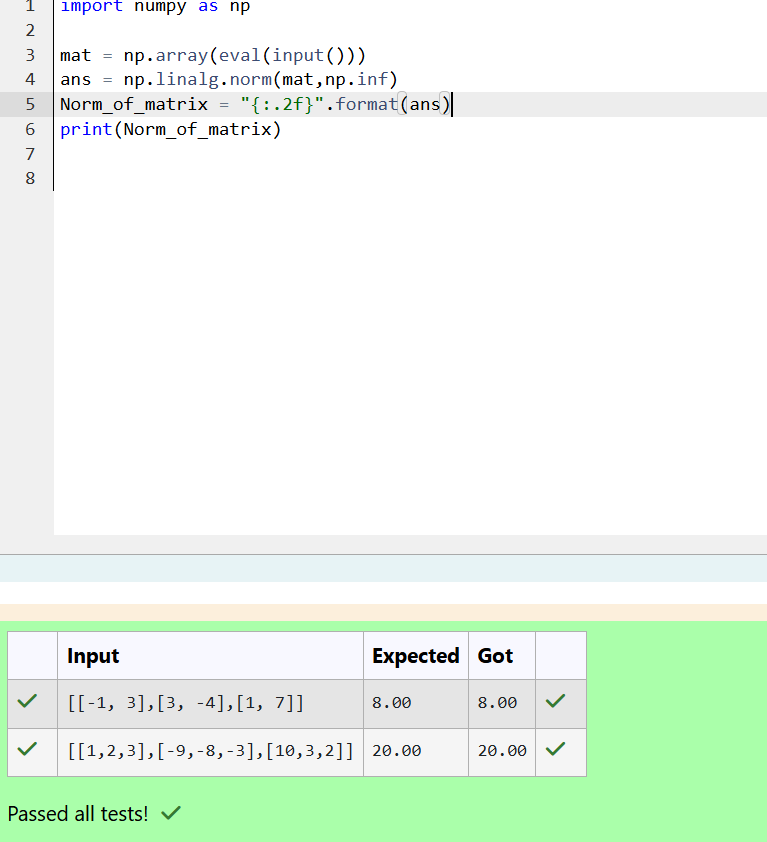 1 import numpy as np
2
3 mat = np.array(eval(input()))
4 ans = np.linalg.norm(mat,np.inf)
5 Norm_of_matrix = "{:.2f}".format(ans)
6 print(Norm_of_matrix)
7
8
Input Expected Got
[[-1, 3],[3, -4],[1, 7]] 8.00 8.00
[[1,2,3],[-9,-8,-3],[10,3,2]] 20.00 20.00
Passed all tests!